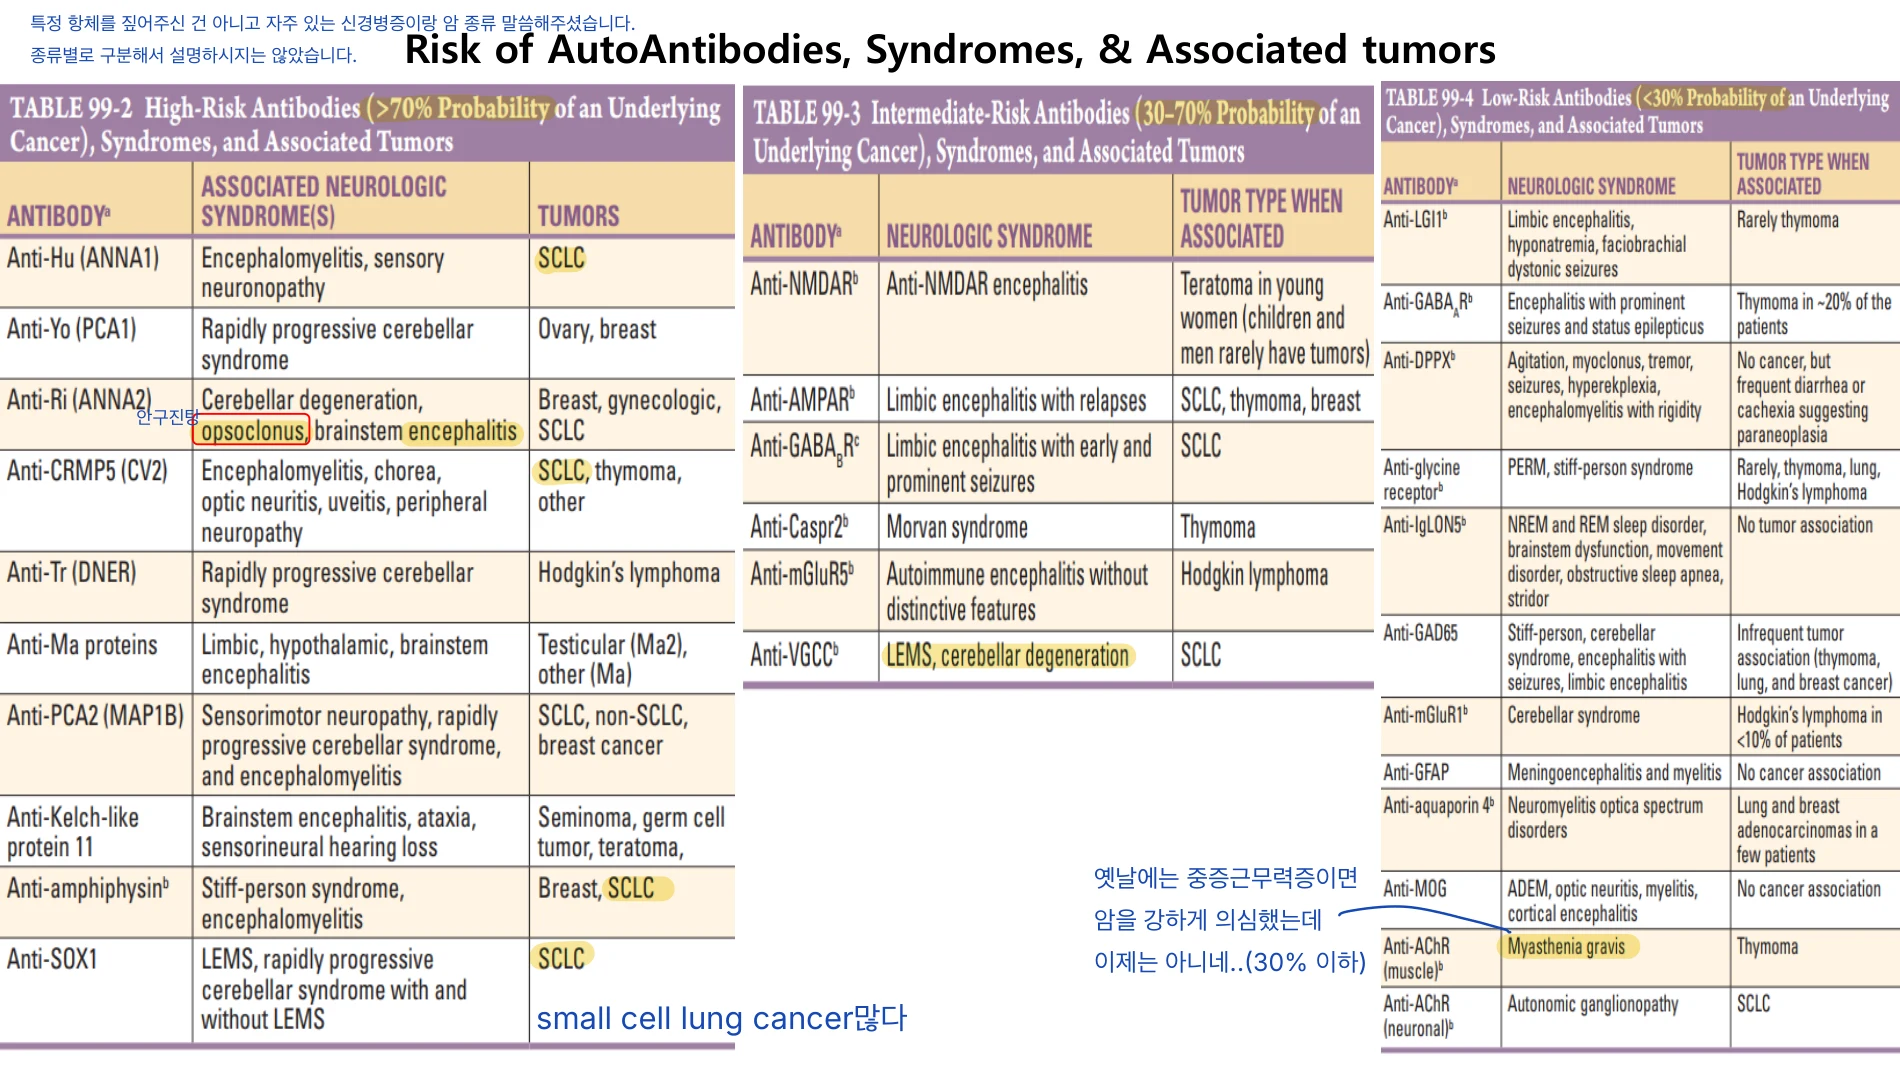 특정 항체를 짚어주신 건 아니고 자주 있는 신경병증이랑 암 종류 말씀해주셨습니다.
종류별로 구분해서 설명하시지는 않았습니다.
Risk of AutoAntibodies, Syndromes, & Associated tumors
TABLE 99-2 High-Risk Antibodies (>70% Probability of an Underlying
Cancer), Syndromes, and Associated Tumors
ANTIBODYª
ASSOCIATED NEUROLOGIC
SYNDROME(S)
TUMORS
Anti-Hu (ANNA1)
Encephalomyelitis, sensory
neuronopathy
SCLC
Anti-Yo (PCA1)
Rapidly progressive cerebellar
syndrome
Ovary, breast
Anti-Ri (ANNA2)
안구진탕
Cerebellar degeneration,
opsoclonus, brainstem encephalitis
Breast, gynecologic,
SCLC
Anti-CRMP5 (CV2)
Encephalomyelitis, chorea,
optic neuritis, uveitis, peripheral
neuropathy
SCLC, thymoma,
other
Anti-Tr (DNER)
Rapidly progressive cerebellar
syndrome
Hodgkin's lymphoma
Anti-Ma proteins
Limbic, hypothalamic, brainstem
encephalitis
Testicular (Ma2),
other (Ma)
Anti-PCA2 (MAP1B)
Sensorimotor neuropathy, rapidly
progressive cerebellar syndrome,
and encephalomyelitis
SCLC, non-SCLC,
breast cancer
Anti-Kelch-like
protein 11
Brainstem encephalitis, ataxia,
sensorineural hearing loss
Seminoma, germ cell
tumor, teratoma,
Anti-amphiphysinᵇ
Stiff-person syndrome,
encephalomyelitis
Breast, SCLC
Anti-SOX1
LEMS, rapidly progressive
cerebellar syndrome with and
without LEMS
SCLC
small cell lung cancer많다
TABLE 99-3 Intermediate-Risk Antibodies (30–70% Probability of an
Underlying Cancer), Syndromes, and Associated Tumors
ANTIBODYª
NEUROLOGIC SYNDROME
TUMOR TYPE WHEN
ASSOCIATED
Anti-NMDARᵇ
Anti-NMDAR encephalitis
Teratoma in young
women (children and
men rarely have tumors)
Anti-AMPARᵇ
Limbic encephalitis with relapses
SCLC, thymoma, breast
Anti-GABA_BRᶜ
Limbic encephalitis with early and
prominent seizures
SCLC
Anti-Caspr2ᵇ
Morvan syndrome
Thymoma
Anti-mGluR5ᵇ
Autoimmune encephalitis without
distinctive features
Hodgkin lymphoma
Anti-VGCCᵇ
LEMS, cerebellar degeneration
SCLC
옛날에는 중증근무력증이면
암을 강하게 의심했는데
이제는 아니네..(30% 이하)
TABLE 99-4 Low-Risk Antibodies (<30% Probability of an Underlying
Cancer), Syndromes, and Associated Tumors
ANTIBODYª
NEUROLOGIC SYNDROME
TUMOR TYPE WHEN
ASSOCIATED
Anti-LGI1ᵇ
Limbic encephalitis,
hyponatremia, faciobrachial
dystonic seizures
Rarely thymoma
Anti-GABA_ARᵇ
Encephalitis with prominent
seizures and status epilepticus
Thymoma in ~20% of the
patients
Anti-DPPXᵇ
Agitation, myoclonus, tremor,
seizures, hyperekplexia,
encephalomyelitis with rigidity
No cancer, but
frequent diarrhea or
cachexia suggesting
paraneoplasia
Anti-glycine
receptorᵇ
PERM, stiff-person syndrome
Rarely, thymoma, lung,
Hodgkin's lymphoma
Anti-IgLON5ᵇ
NREM and REM sleep disorder,
brainstem dysfunction, movement
disorder, obstructive sleep apnea,
stridor
No tumor association
Anti-GAD65
Stiff-person, cerebellar
syndrome, encephalitis with
seizures, limbic encephalitis
Infrequent tumor
association (thymoma,
lung, and breast cancer)
Anti-mGluR1ᵇ
Cerebellar syndrome
Hodgkin's lymphoma in
<10% of patients
Anti-GFAP
Meningoencephalitis and myelitis
No cancer association
Anti-aquaporin 4ᵇ
Neuromyelitis optica spectrum
disorders
Lung and breast
adenocarcinomas in a
few patients
Anti-MOG
ADEM, optic neuritis, myelitis,
cortical encephalitis
No cancer association
Anti-AChR
(muscle)ᵇ
Myasthenia gravis
Thymoma
Anti-AChR
(neuronal)ᵇ
Autonomic ganglionopathy
SCLC